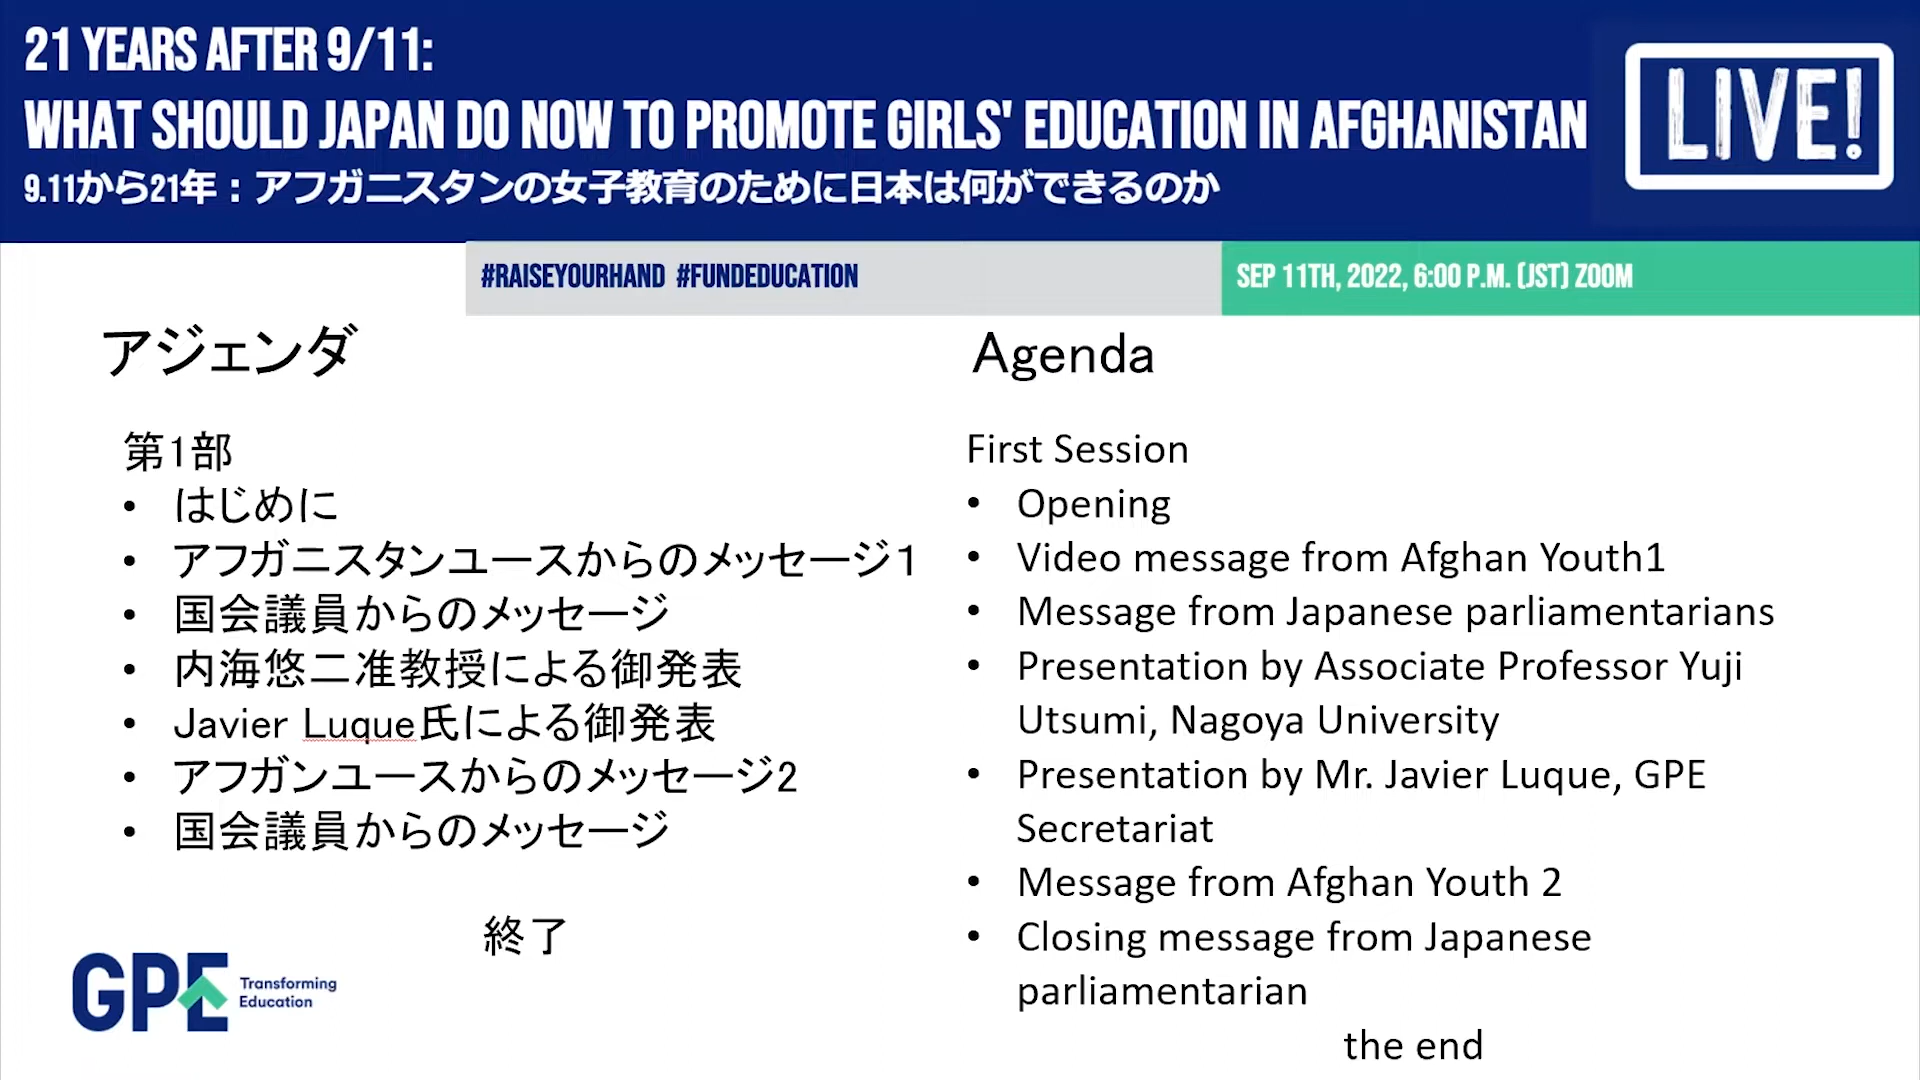 21 YEARS AFTER 9/11:
WHAT SHOULD JAPAN DO NOW TO PROMOTE GIRLS' EDUCATION IN AFGHANISTAN
9.11から21年：アフガニスタンの女子教育のために日本は何ができるのか
LIVE!
#RAISEYOURHAND #FUNDEDUCATION
SEP 11TH, 2022, 6:00 P.M. (JST) ZOOM
アジェンダ
第1部
• はじめに
• アフガニスタンユースからのメッセージ１
• 国会議員からのメッセージ
• 内海悠二准教授による御発表
• Javier Luque氏による御発表
• アフガンユースからのメッセージ2
• 国会議員からのメッセージ
終了
GPE Transforming
Education
Agenda
First Session
• Opening
• Video message from Afghan Youth1
• Message from Japanese parliamentarians
• Presentation by Associate Professor Yuji
Utsumi, Nagoya University
• Presentation by Mr. Javier Luque, GPE
Secretariat
• Message from Afghan Youth 2
• Closing message from Japanese
parliamentarian
the end